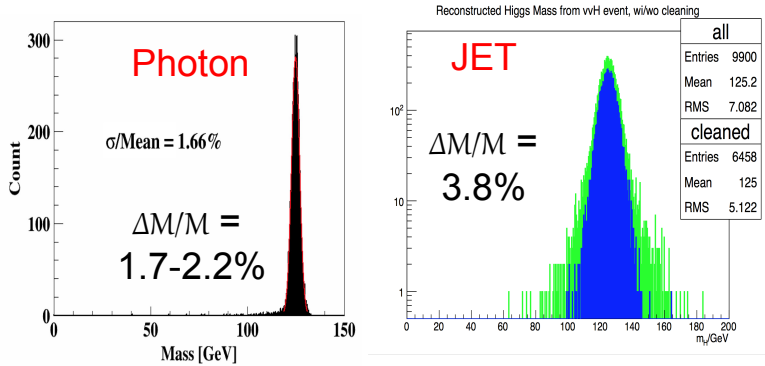 Photon
σ/Mean = 1.66%
ΔM/M =
1.7-2.2%
Count
300
200
100
0
0 50 100 150
Mass [GeV]
Reconstructed Higgs Mass from vvH event, wi/wo cleaning
JET
ΔM/M =
3.8%
all
Entries 9900
Mean 125.2
RMS 7.082
cleaned
Entries 6458
Mean 125
RMS 5.122
10²
10
1
0 20 40 60 80 100 120 140 160 180 200
mH/GeV